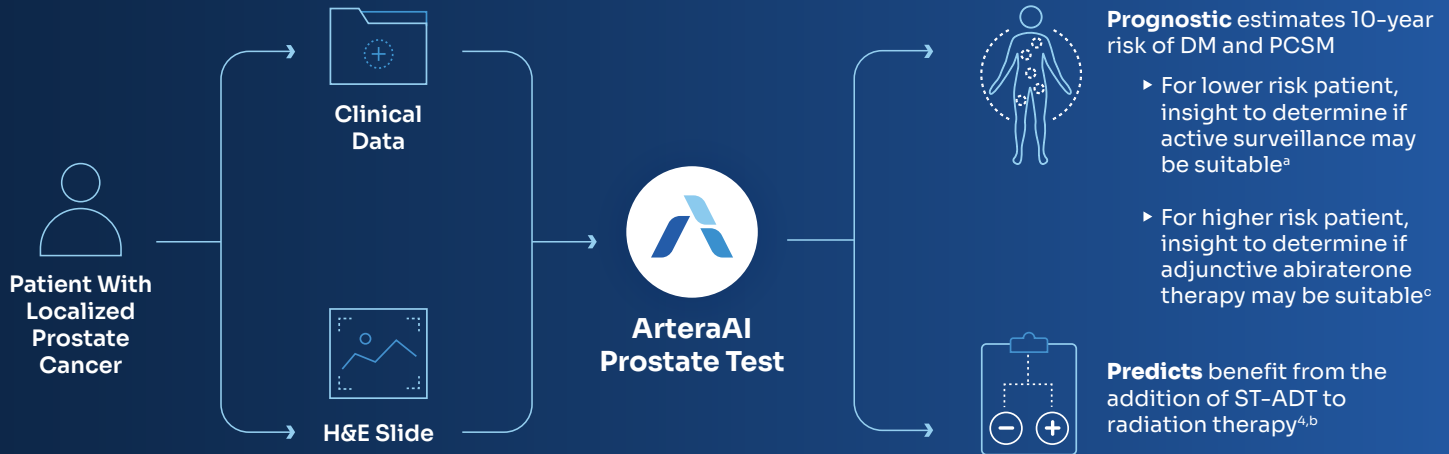 Patient With
Localized
Prostate
Cancer
Clinical
Data
H&E Slide
ArteraAI
Prostate Test
Prognostic estimates 10-year
risk of DM and PCSM
▸ For lower risk patient,
insight to determine if
active surveillance may
be suitableᵃ
▸ For higher risk patient,
insight to determine if
adjunctive abiraterone
therapy may be suitableᶜ
Predicts benefit from the
addition of ST-ADT to
radiation therapy⁴,ᵇ